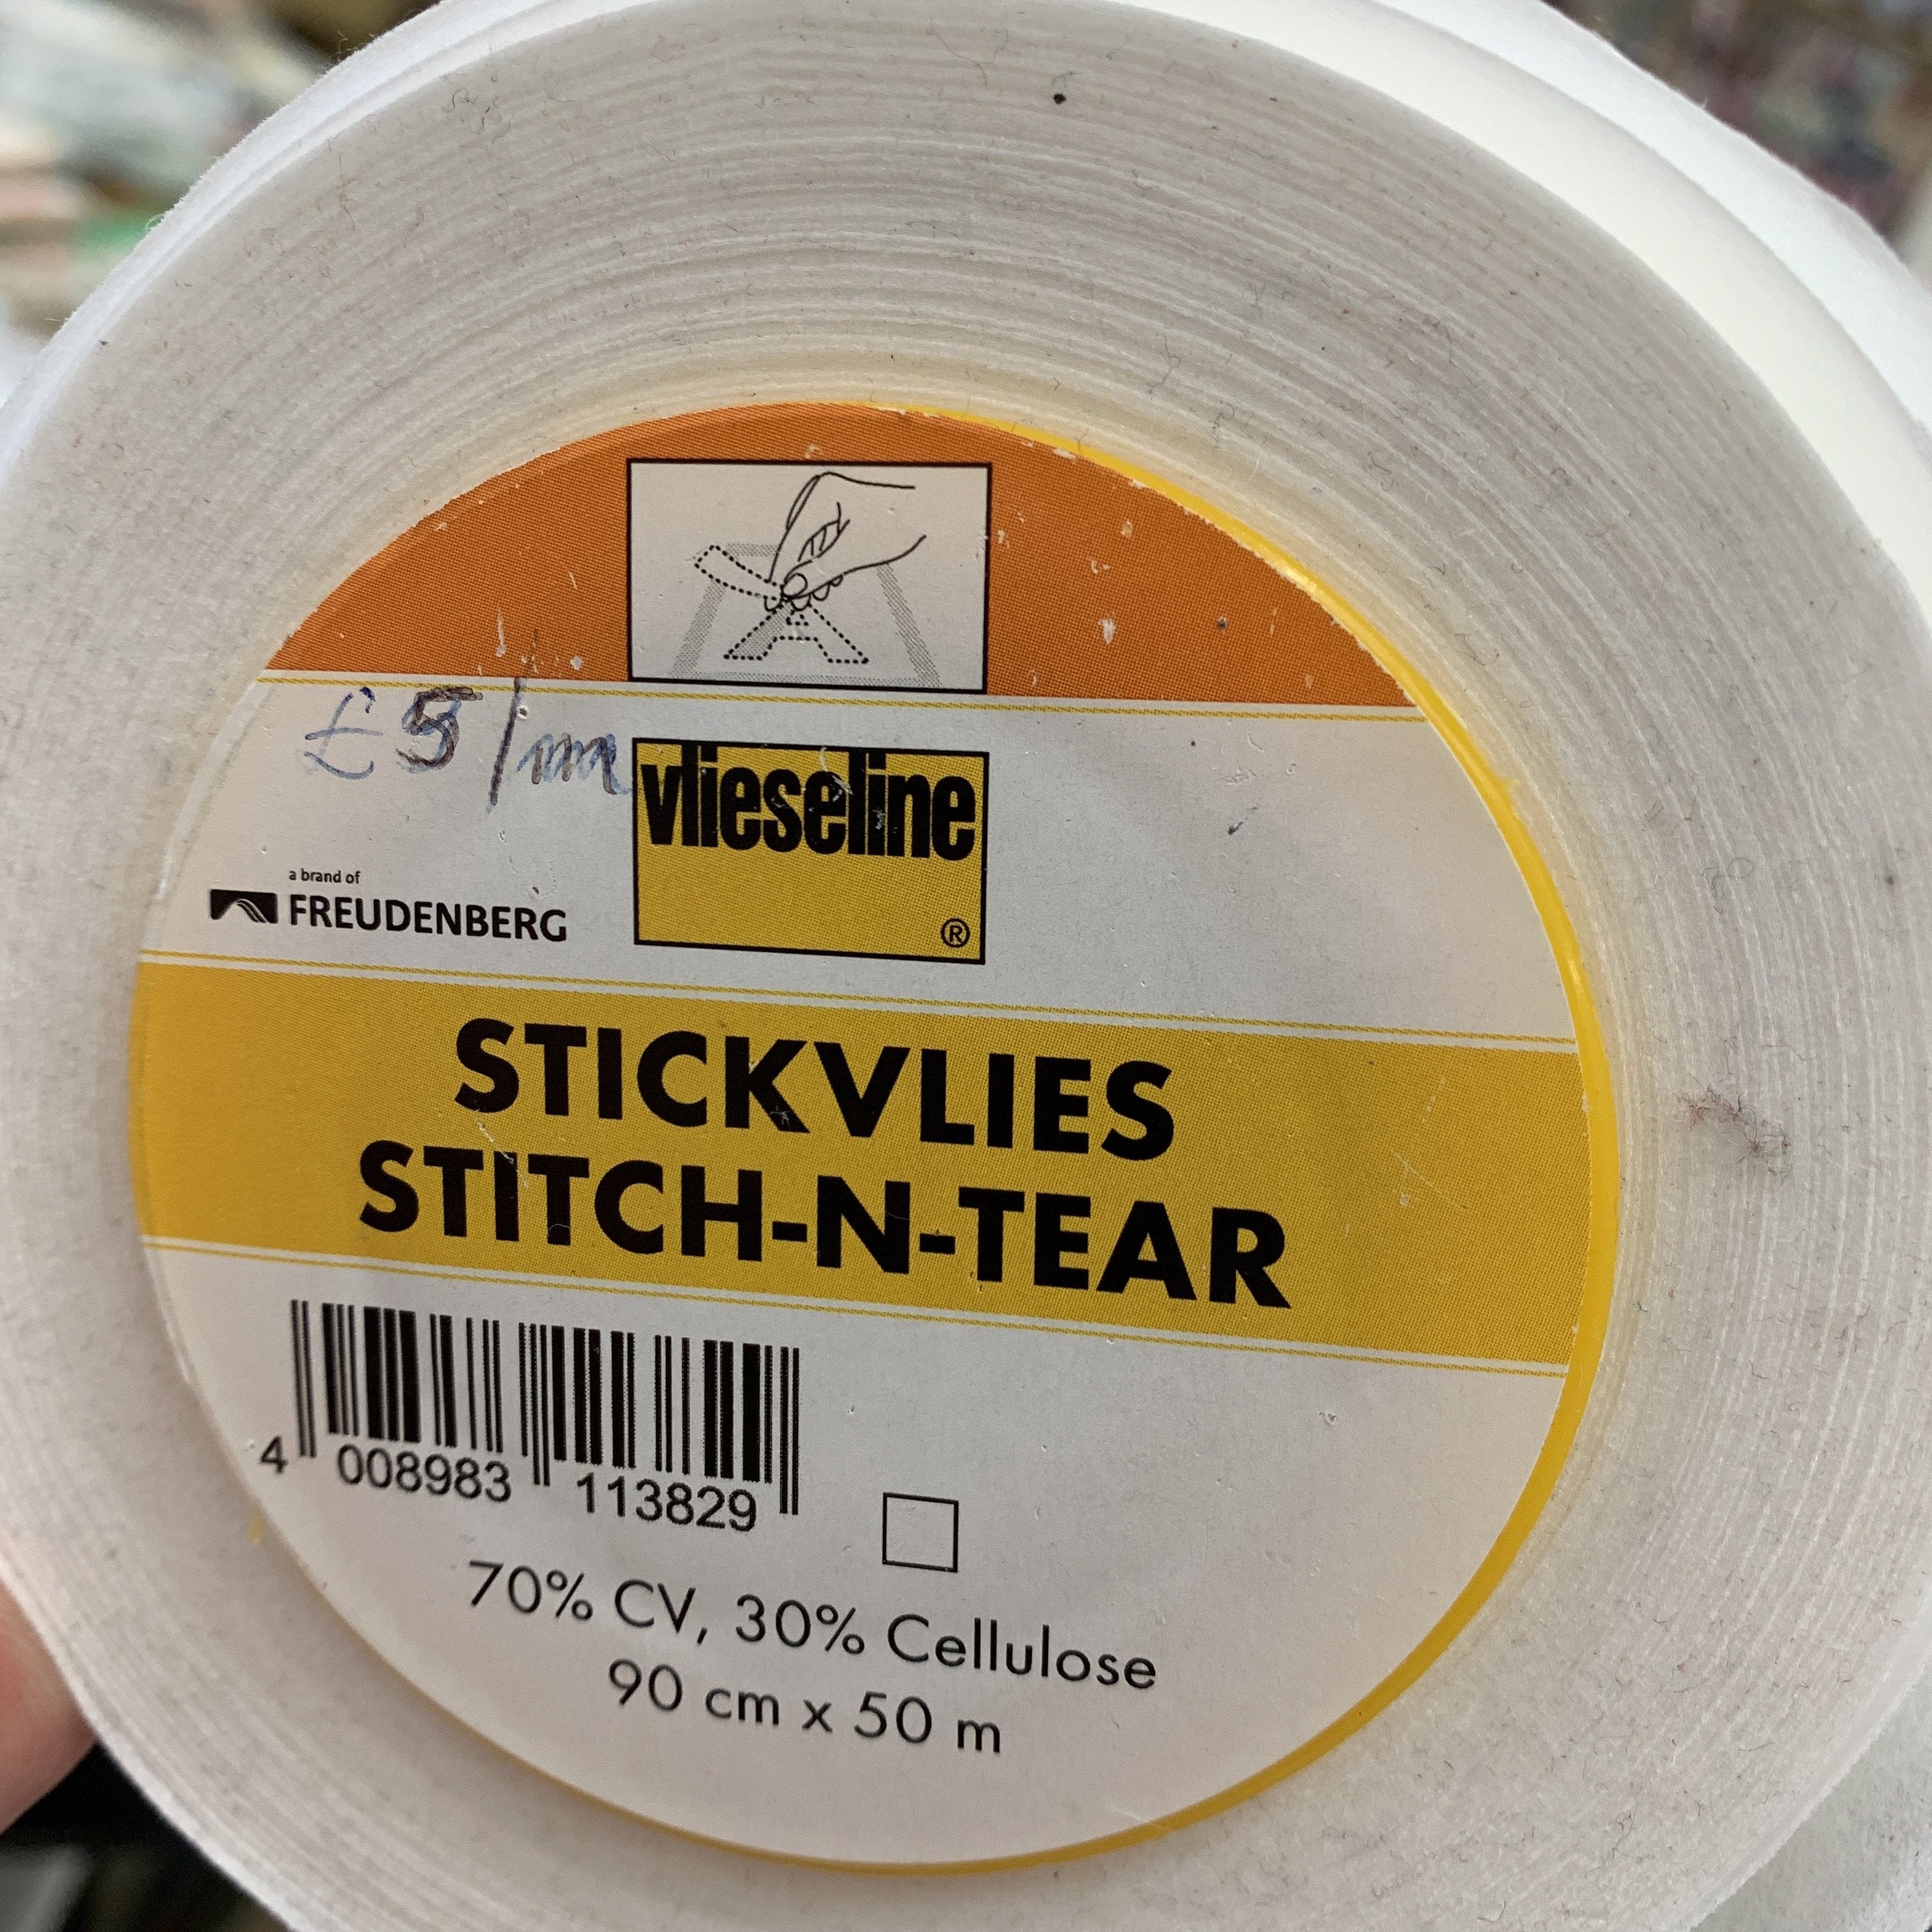 £5/m
vlieseline
®
a brand of
FREUDENBERG
STICKVLIES
STITCH-N-TEAR
4 008983 113829
70% CV, 30% Cellulose
90 cm x 50 m